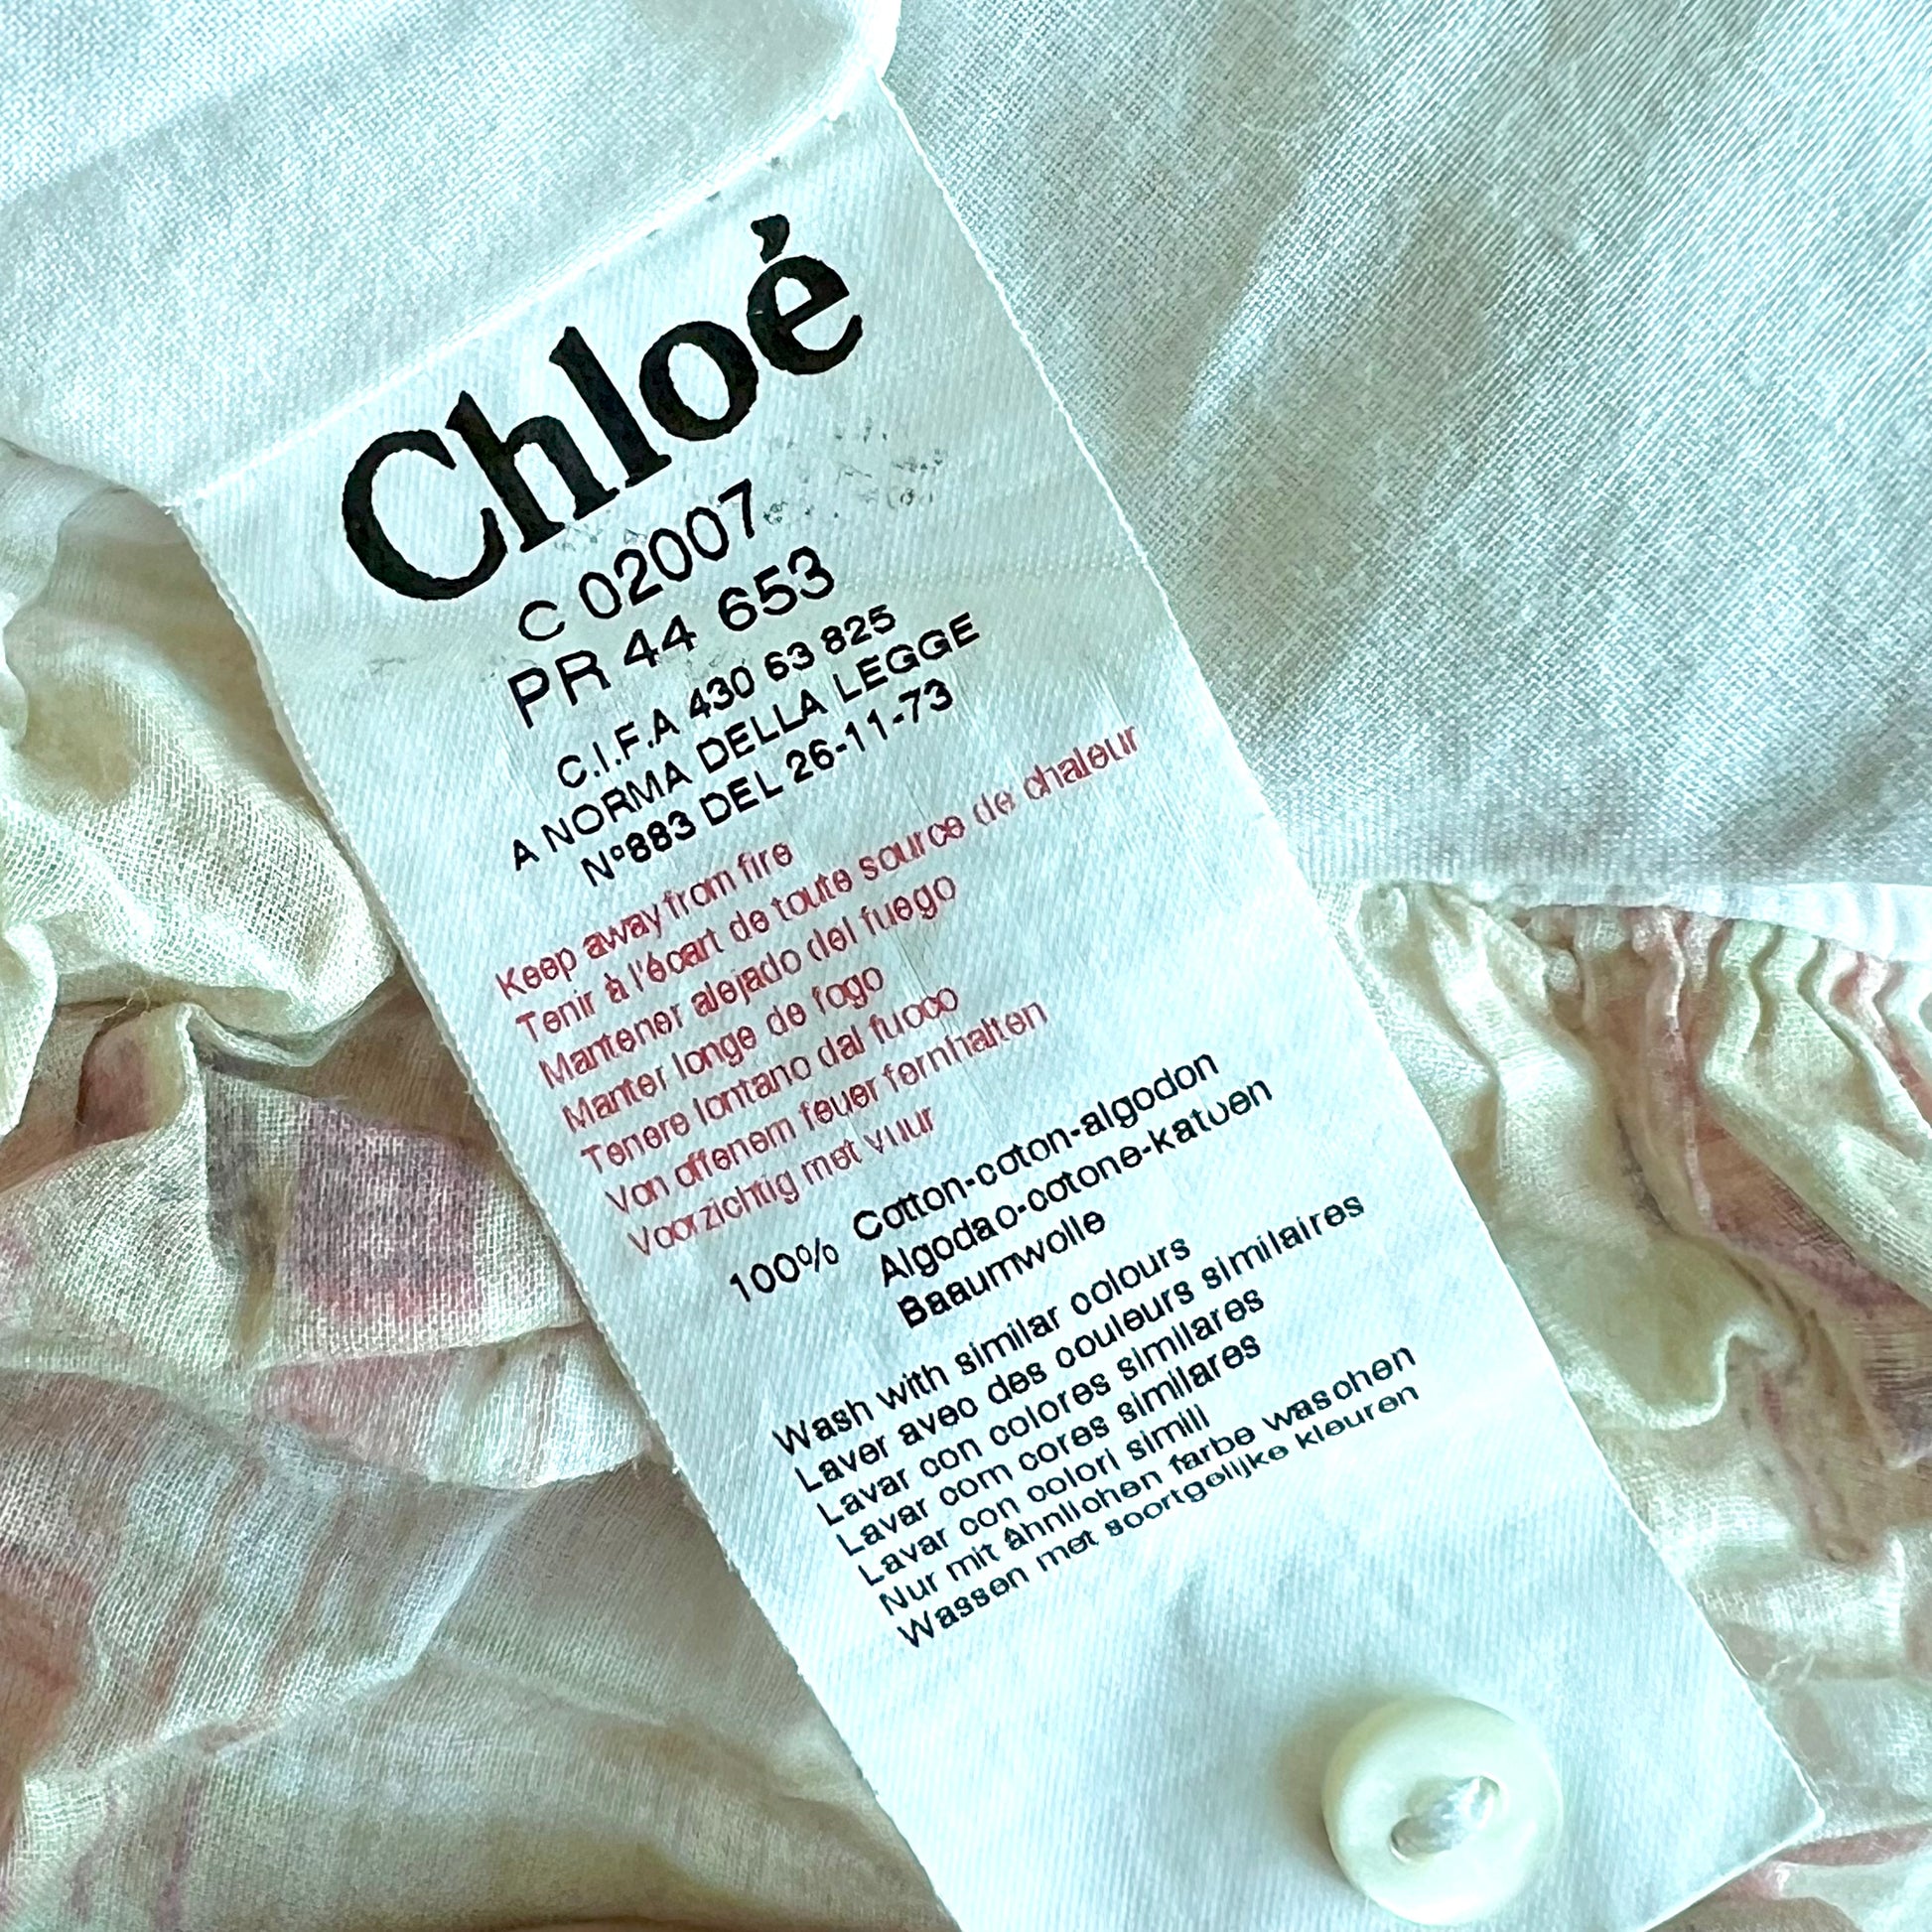 Chloé
C 02007
PR 44 653
C.I.F.A 430 63 825
A NORMA DELLA LEGGE
N°883 DEL 26-11-73
Keep away from fire
Tenir à l'écart de toute source de chaleur
Mantener alejado del fuego
Manter longe de fogo
Tenere lontano dal fuoco
Von offenem feuer fernhalten
Voorzichtig met vuur
100% Cotton-coton-algodon
Algodao-cotone-katoen
Baaumwolle
Wash with similar colours
Laver avec des couleurs similaires
Lavar con colores similares
Lavar com cores similares
Lavar con colori simili
Nur mit åhnlichen farbe waschen
Wassen met soortgelijke kleuren